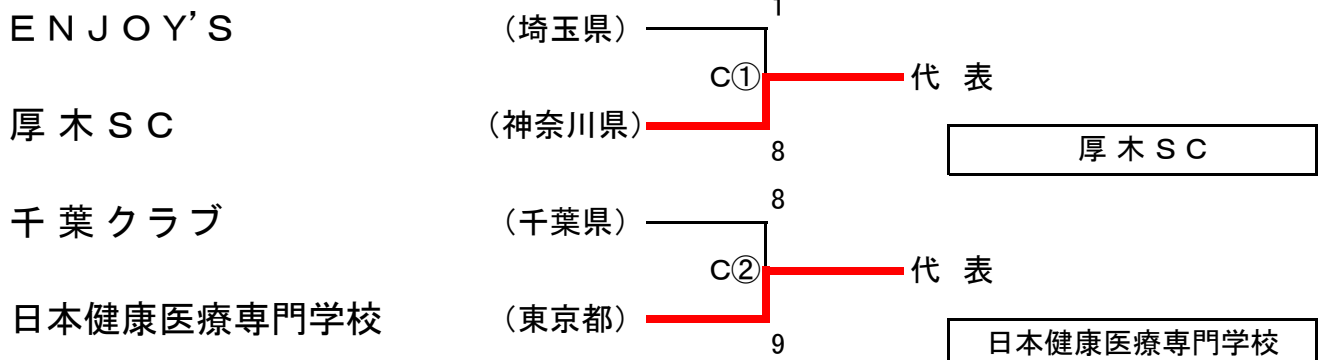 1
ＥＮＪＯＹ’Ｓ （埼玉県）
C① 代 表
厚 木 Ｓ Ｃ （神奈川県）
8 厚 木 Ｓ Ｃ
8
千 葉 クラブ （千葉県）
C② 代 表
日本健康医療専門学校 （東京都）
9 日本健康医療専門学校